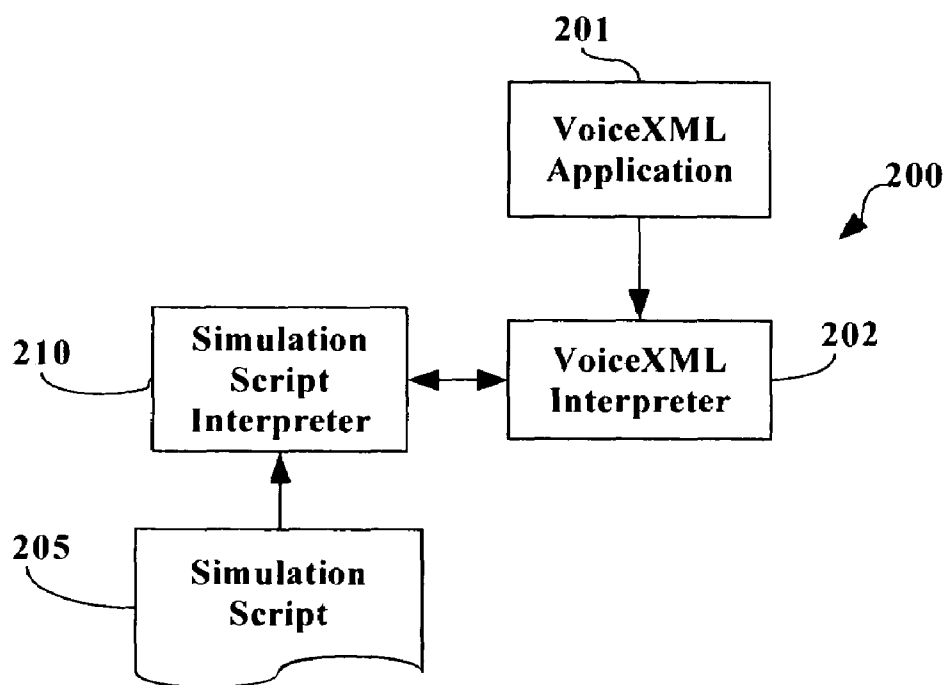 201
VoiceXML
Application
200
210
Simulation
Script
Interpreter
VoiceXML
Interpreter
202
205
Simulation
Script